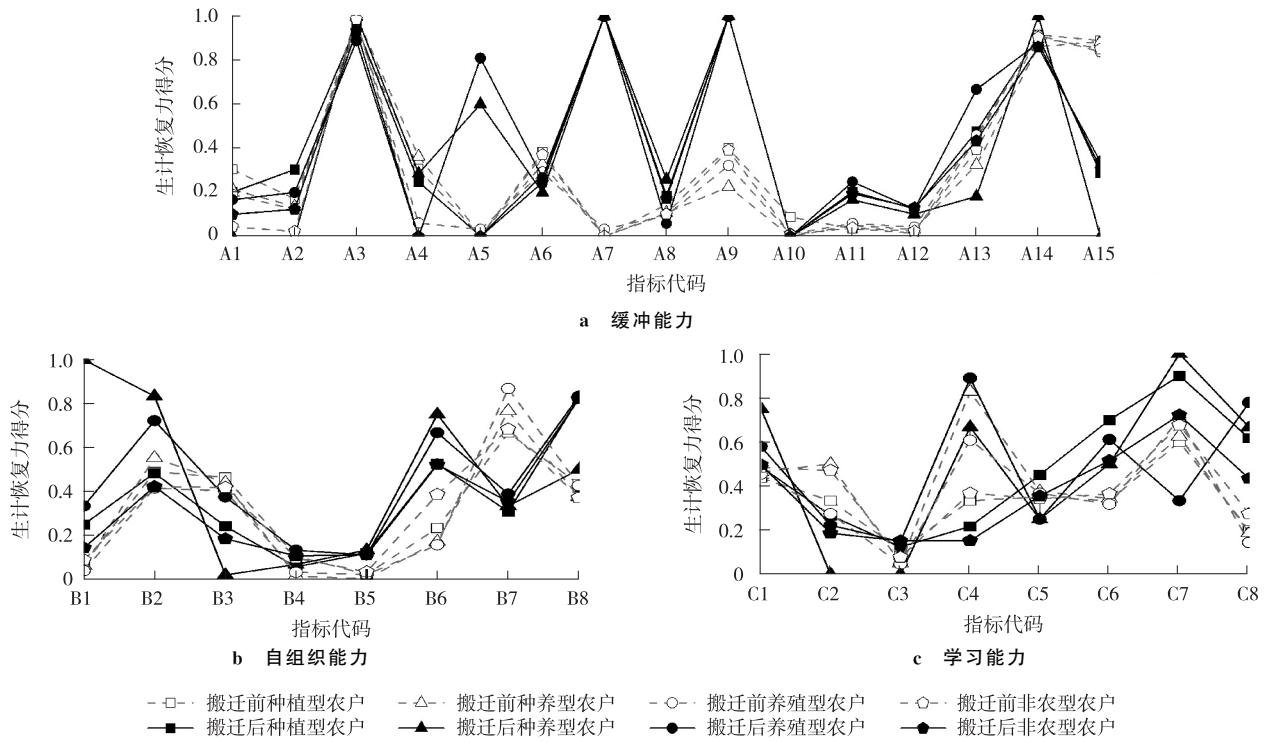 1.0
0.8
0.6
0.4
0.2
0
生计恢复力得分
A1 A2 A3 A4 A5 A6 A7 A8 A9 A10 A11 A12 A13 A14 A15
指标代码
a 缓冲能力
1.0
0.8
0.6
0.4
0.2
0
生计恢复力得分
B1 B2 B3 B4 B5 B6 B7 B8
指标代码
b 自组织能力
1.0
0.8
0.6
0.4
0.2
0
生计恢复力得分
C1 C2 C3 C4 C5 C6 C7 C8
指标代码
c 学习能力
搬迁前种植型农户 搬迁前种养型农户 搬迁前养殖型农户 搬迁前非农型农户
搬迁后种植型农户 搬迁后种养型农户 搬迁后养殖型农户 搬迁后非农型农户